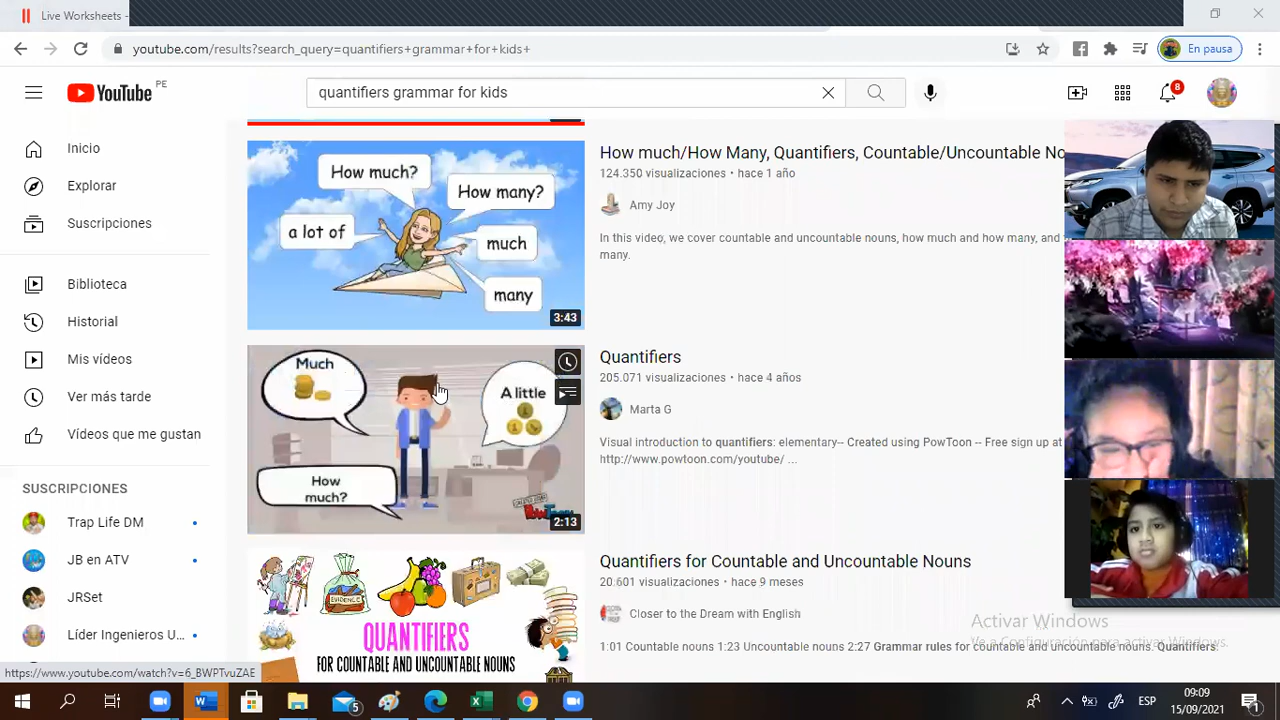 Live Worksheets -
youtube.com/results?search_query=quantifiers+grammar+for+kids+
En pausa
YouTube PE
quantifiers grammar for kids
8
Inicio
Explorar
Suscripciones
Biblioteca
Historial
Mis vídeos
Ver más tarde
Vídeos que me gustan
SUSCRIPCIONES
Trap Life DM
JB en ATV
JRSet
Líder Ingenieros U...
How much?
How many?
a lot of
much
many
3:43
How much/How Many, Quantifiers, Countable/Uncountable No
124.350 visualizaciones • hace 1 año
Amy Joy
In this video, we cover countable and uncountable nouns, how much and how many, and
many.
Much
A little
How
much?
2:13
Quantifiers
205.071 visualizaciones • hace 4 años
Marta G
Visual introduction to quantifiers: elementary-- Created using PowToon -- Free sign up at
http://www.powtoon.com/youtube/ ...
EVIDENCE
QUANTIFIERS
FOR COUNTABLE AND UNCOUNTABLE NOUNS
Quantifiers for Countable and Uncountable Nouns
20.601 visualizaciones • hace 9 meses
Closer to the Dream with English
1:01 Countable nouns 1:23 Uncountable nouns 2:27 Grammar rules for countable and uncountable nouns. Quantifiers.
Activar Windows
Ve a Configuración para activar Windows.
https://www.youtube.com/watch?v=6_BWPTvuZAE
5
ESP
09:09
15/09/2021
1